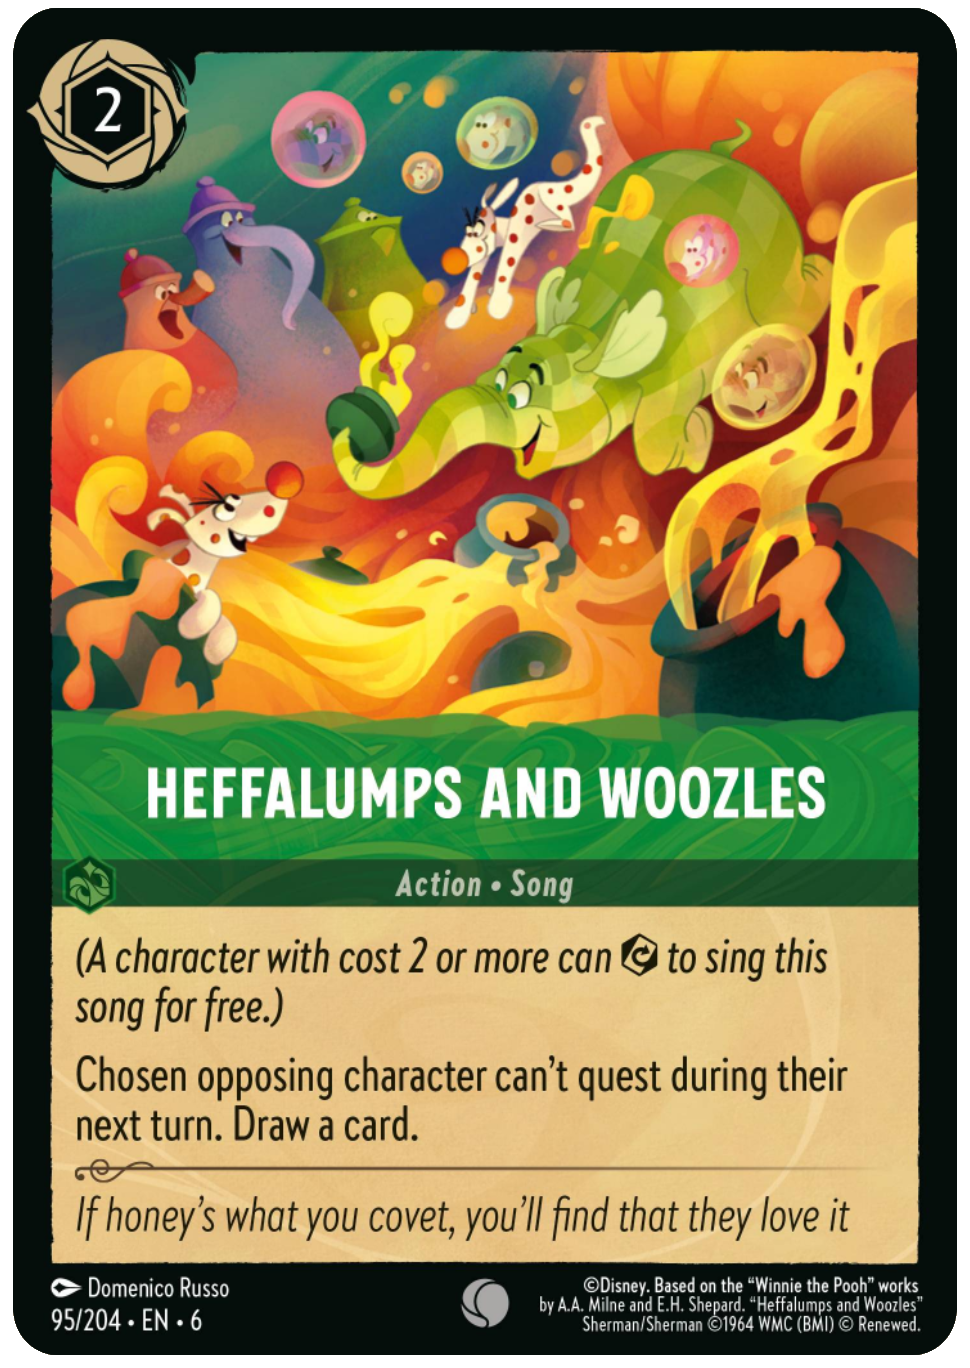 2
HEFFALUMPS AND WOOZLES
Action • Song
(A character with cost 2 or more can to sing this
song for free.)
Chosen opposing character can't quest during their
next turn. Draw a card.
If honey's what you covet, you'll find that they love it
Domenico Russo
95/204 • EN • 6
©Disney. Based on the “Winnie the Pooh” works
by A.A. Milne and E.H. Shepard. “Heffalumps and Woozles”
Sherman/Sherman ©1964 WMC (BMI) © Renewed.